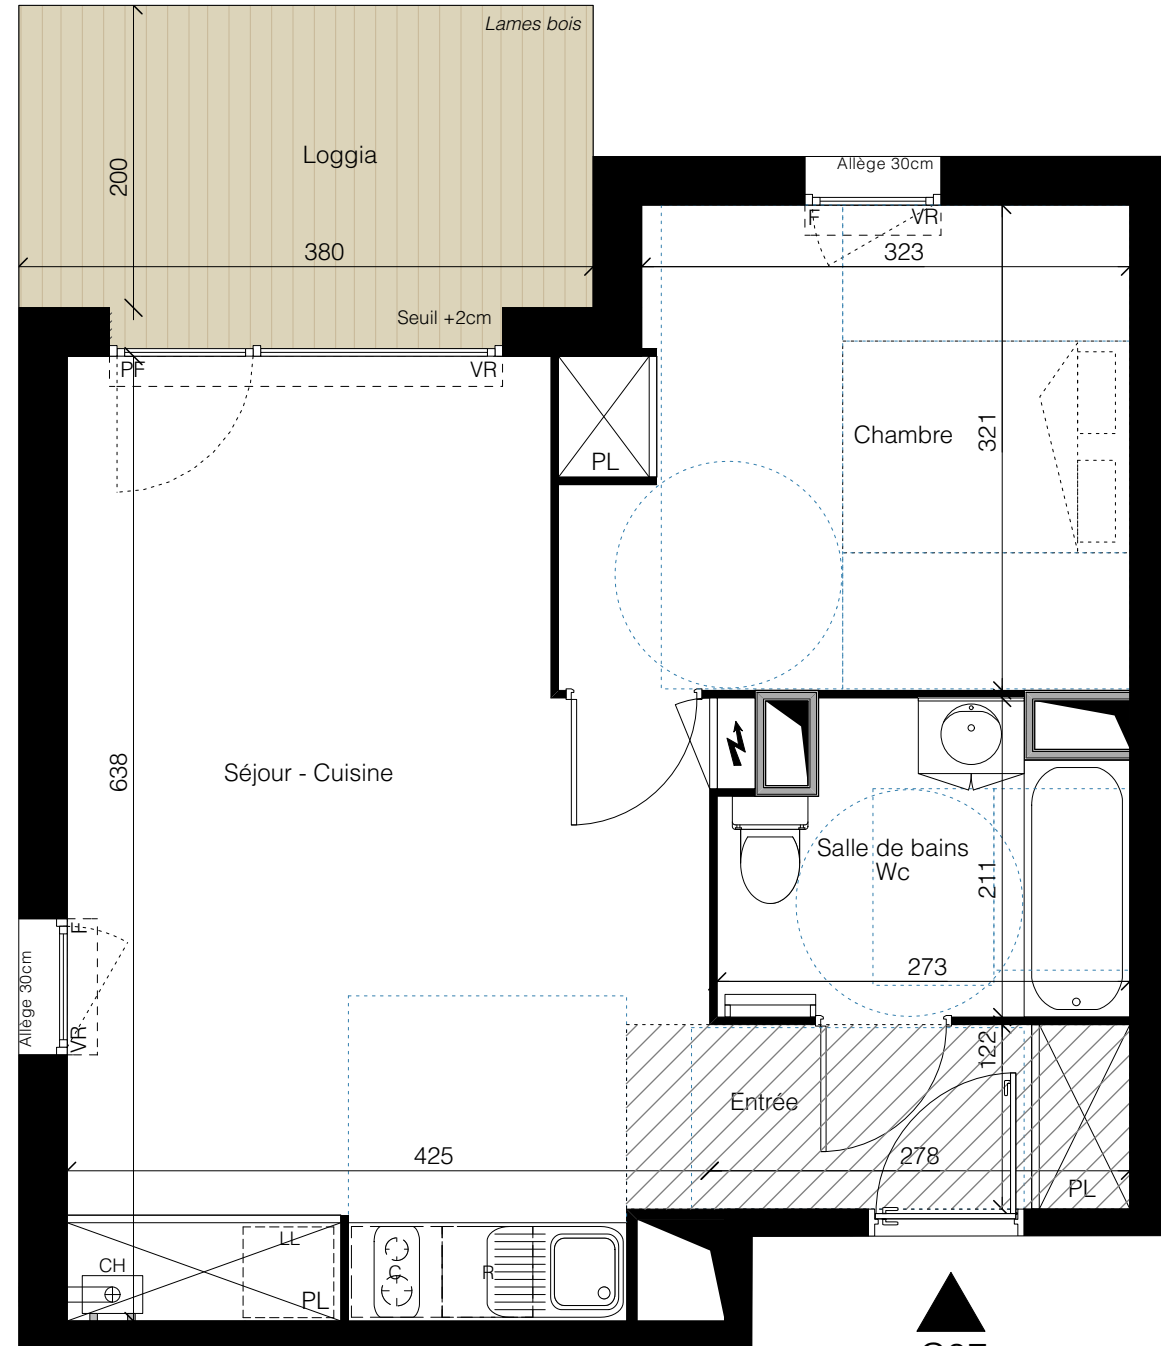 Lames bois
Loggia
200
380
Seuil +2cm
PF
VR
Allège 30cm
F
VR
323
PL
Chambre
321
638
Séjour - Cuisine
Salle de bains
Wc
211
273
F
VR
Allège 30cm
122
Entrée
425
278
PL
LL
CH
PL
C
R